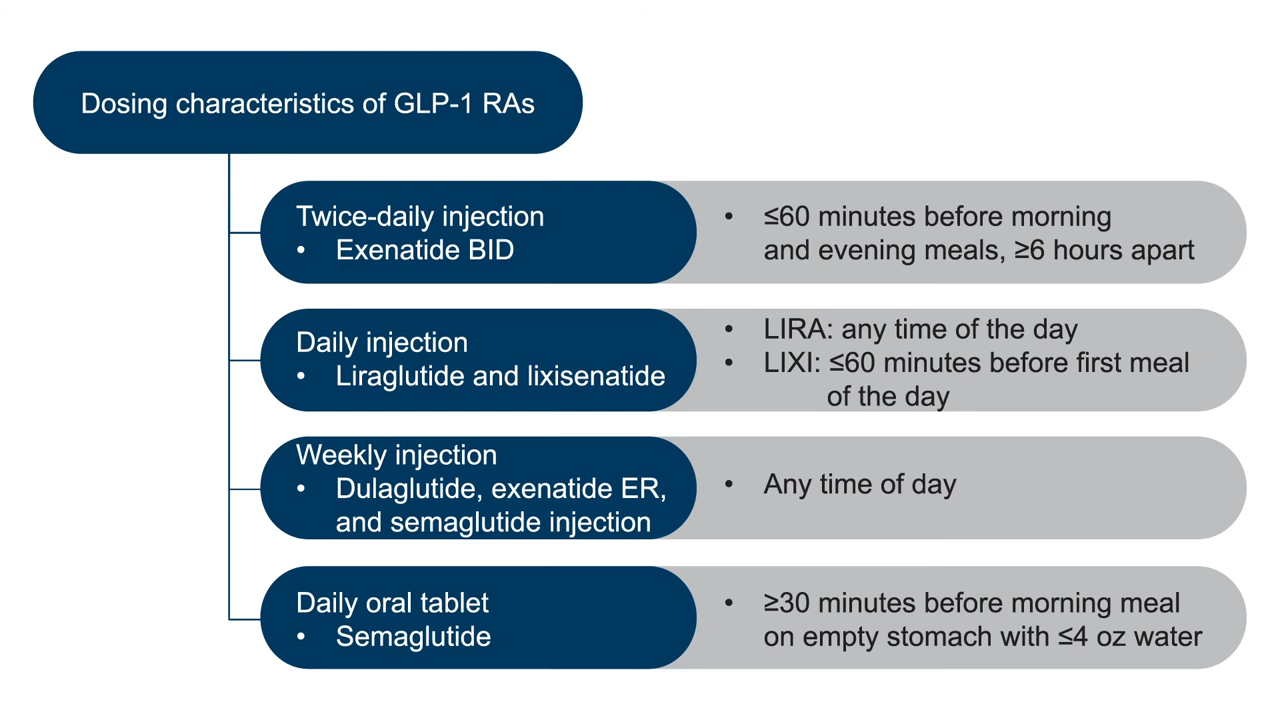 Dosing characteristics of GLP-1 RAs
Twice-daily injection
• Exenatide BID
• ≤60 minutes before morning
and evening meals, ≥6 hours apart
Daily injection
• Liraglutide and lixisenatide
• LIRA: any time of the day
• LIXI: ≤60 minutes before first meal
of the day
Weekly injection
• Dulaglutide, exenatide ER,
and semaglutide injection
• Any time of day
Daily oral tablet
• Semaglutide
• ≥30 minutes before morning meal
on empty stomach with ≤4 oz water